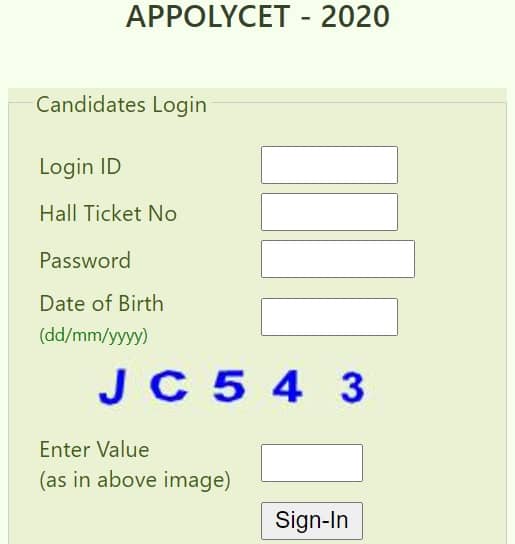 APPOLYCET - 2020
Candidates Login
Login ID
Hall Ticket No
Password
Date of Birth
(dd/mm/yyyy)
J C 5 4 3
Enter Value
(as in above image)
Sign-In